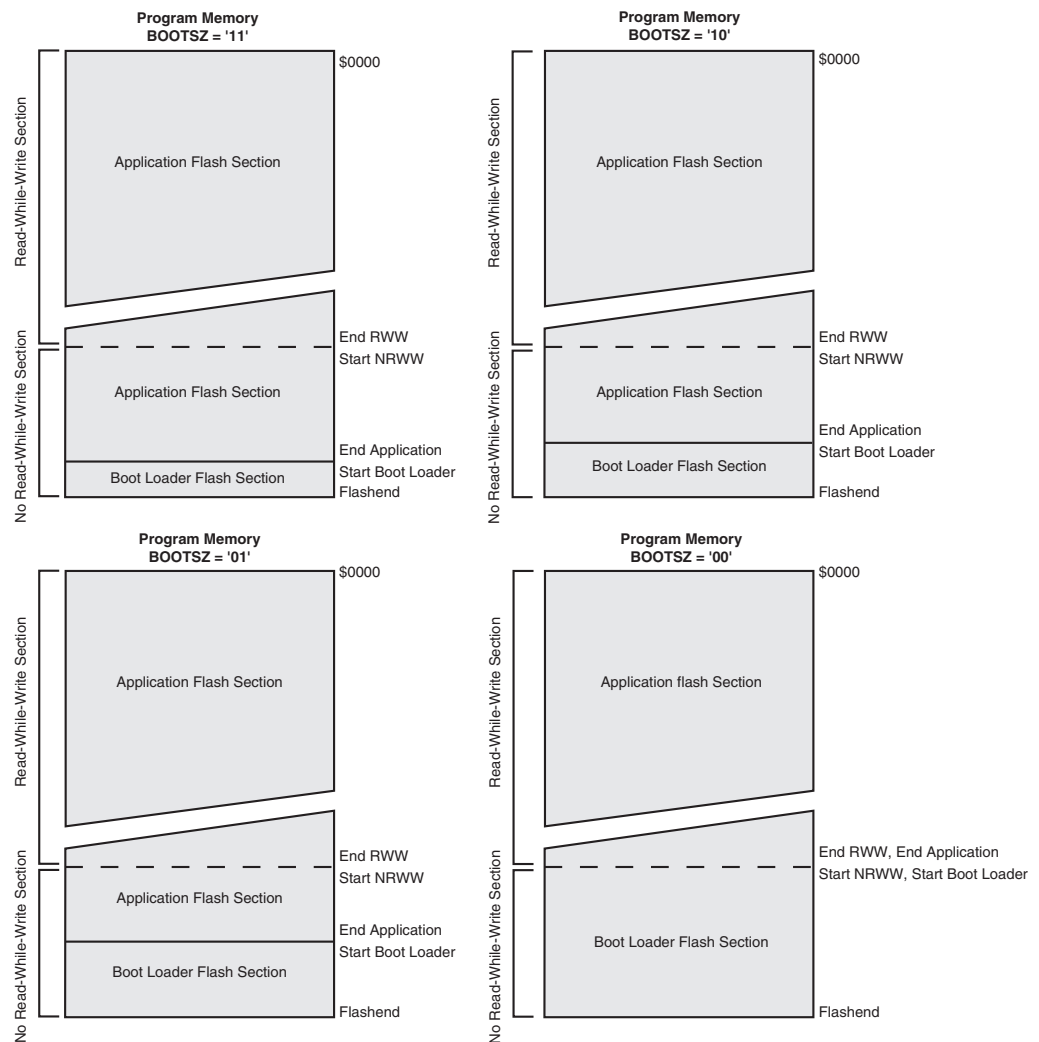 Program Memory
BOOTSZ = '11'
$0000
Read-While-Write Section
Application Flash Section
End RWW
Start NRWW
No Read-While-Write Section
Application Flash Section
End Application
Start Boot Loader
Boot Loader Flash Section
Flashend
Program Memory
BOOTSZ = '10'
$0000
Read-While-Write Section
Application Flash Section
End RWW
Start NRWW
No Read-While-Write Section
Application Flash Section
End Application
Start Boot Loader
Boot Loader Flash Section
Flashend
Program Memory
BOOTSZ = '01'
$0000
Read-While-Write Section
Application Flash Section
End RWW
Start NRWW
No Read-While-Write Section
Application Flash Section
End Application
Start Boot Loader
Boot Loader Flash Section
Flashend
Program Memory
BOOTSZ = '00'
$0000
Read-While-Write Section
Application flash Section
End RWW, End Application
Start NRWW, Start Boot Loader
No Read-While-Write Section
Boot Loader Flash Section
Flashend